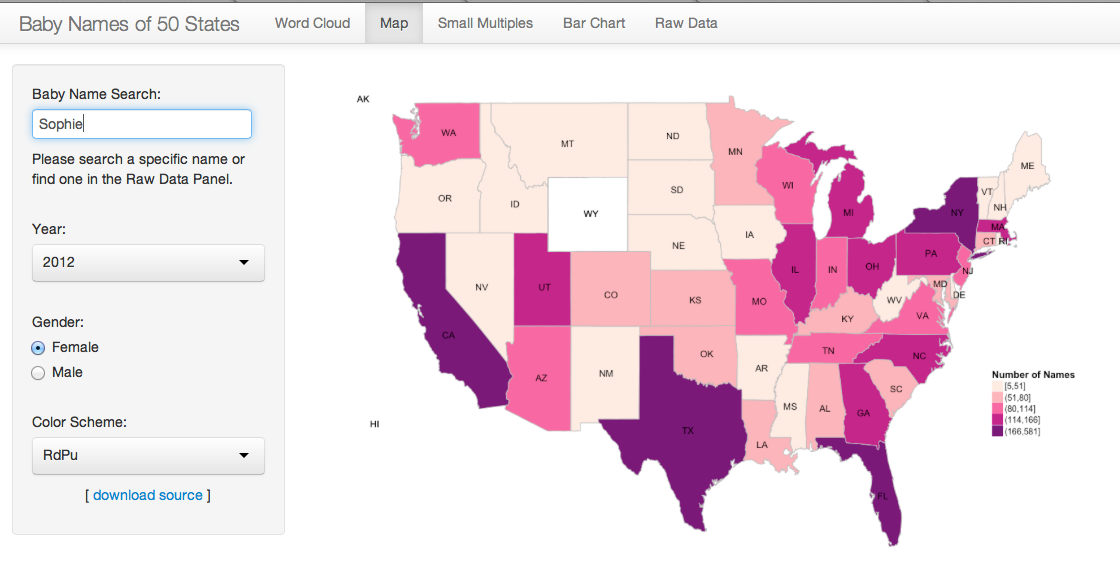 Baby Names of 50 States Word Cloud Map Small Multiples Bar Chart Raw Data
Baby Name Search:
Sophie
Please search a specific name or
find one in the Raw Data Panel.
Year:
2012
Gender:
Female
Male
Color Scheme:
RdPu
[ download source ]
AK
WA
MT
ND
MN
ME
OR
ID
WY
SD
WI
MI
VT
NH
NY
MA
CT RI
IA
NE
PA
NV
UT
CO
IL
IN
OH
NJ
MD
DE
WV
VA
KS
MO
KY
CA
AZ
NM
OK
TN
NC
AR
SC
MS
AL
GA
HI
TX
LA
FL
Number of Names
[5,51]
(51,80]
(80,114]
(114,166]
(166,581]